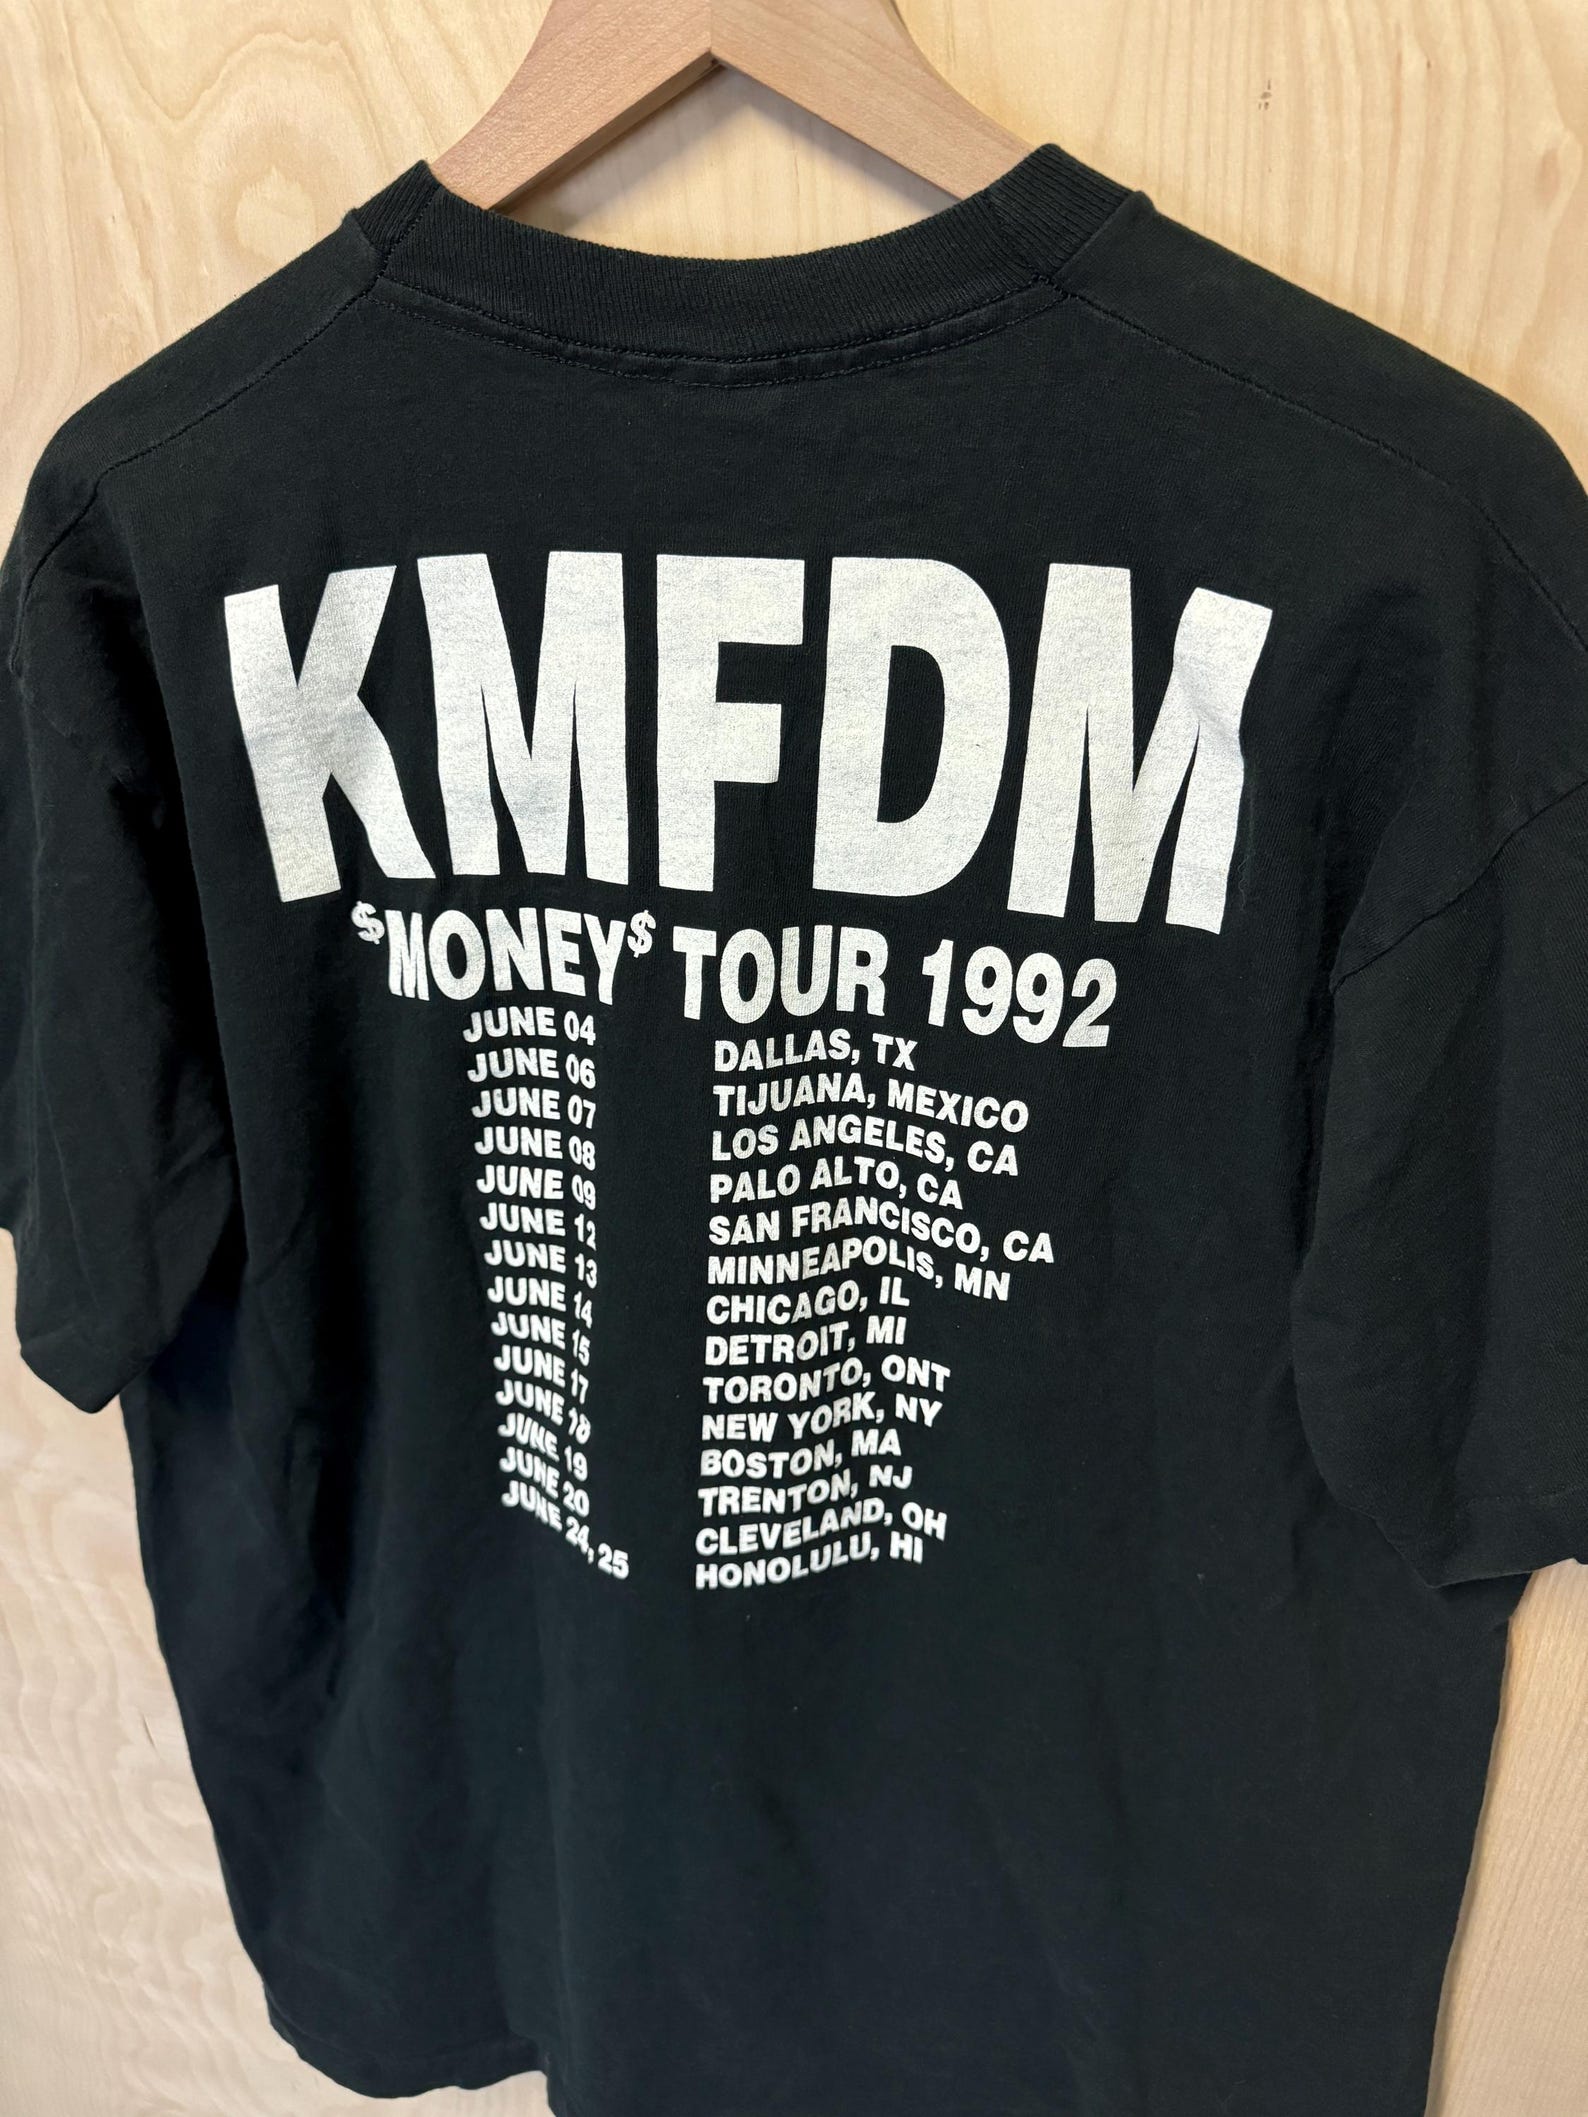 KMFDM
$MONEY$ TOUR 1992
JUNE 04 DALLAS, TX
JUNE 06 TIJUANA, MEXICO
JUNE 07 LOS ANGELES, CA
JUNE 08 PALO ALTO, CA
JUNE 09 SAN FRANCISCO, CA
JUNE 12 MINNEAPOLIS, MN
JUNE 13 CHICAGO, IL
JUNE 14 DETROIT, MI
JUNE 15 TORONTO, ONT
JUNE 17 NEW YORK, NY
JUNE 18 BOSTON, MA
JUNE 19 TRENTON, NJ
JUNE 20 CLEVELAND, OH
JUNE 24, 25 HONOLULU, HI